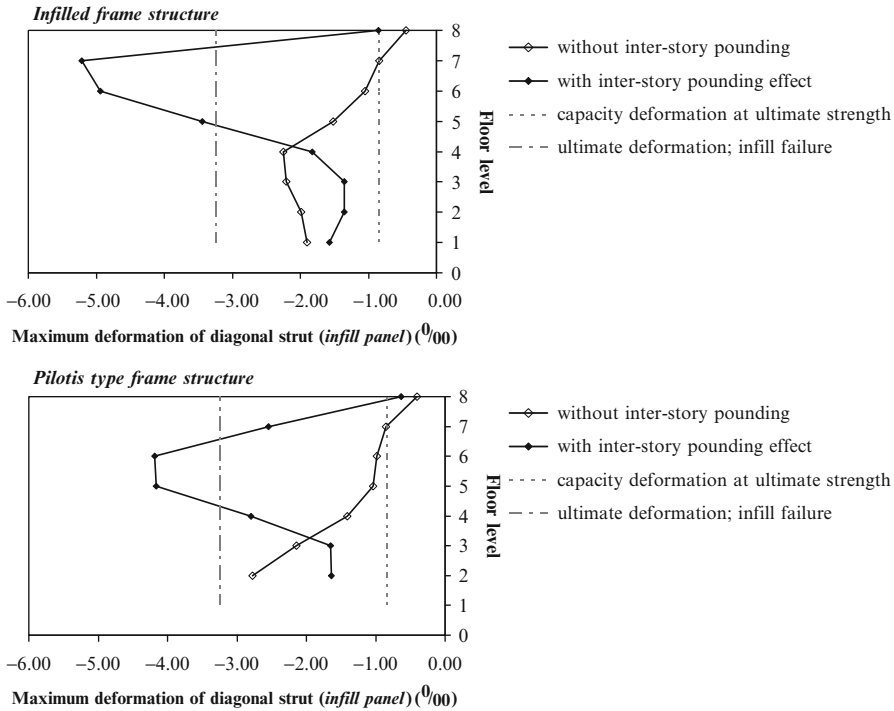 Infilled frame structure
8
7
6
5
4
3
2
1
0
Floor level
−6.00 −5.00 −4.00 −3.00 −2.00 −1.00 0.00
Maximum deformation of diagonal strut (infill panel) (0/00)
without inter-story pounding
with inter-story pounding effect
capacity deformation at ultimate strength
ultimate deformation; infill failure
Pilotis type frame structure
8
7
6
5
4
3
2
1
0
Floor level
−6.00 −5.00 −4.00 −3.00 −2.00 −1.00 0.00
Maximum deformation of diagonal strut (infill panel) (0/00)
without inter-story pounding
with inter-story pounding effect
capacity deformation at ultimate strength
ultimate deformation; infill failure